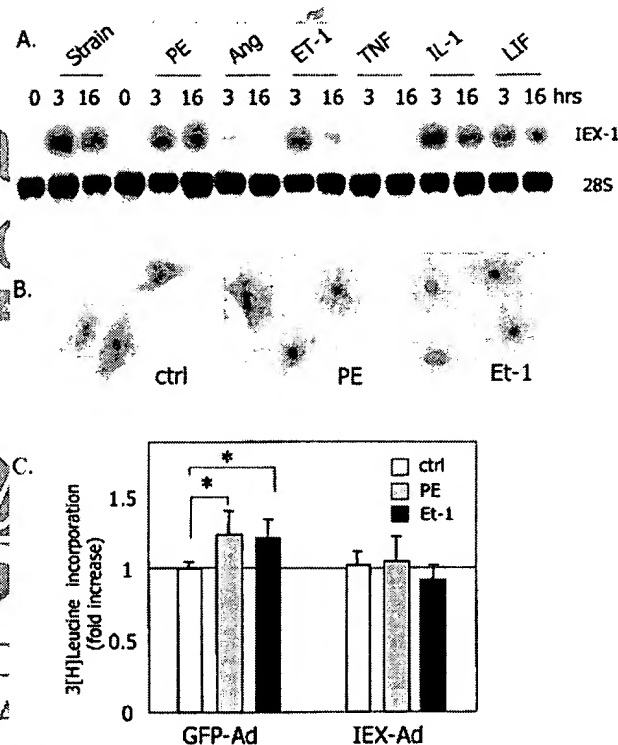 A.
Strain PE Ang ET-1 TNF IL-1 LIF
0 3 16 0 3 16 3 16 3 16 3 16 3 16 3 16 hrs
IEX-1
28S
B.
ctrl PE Et-1
C.
3[H]Leucine incorporation
(fold increase)
* *
1.5
1
0.5
0
ctrl
PE
Et-1
GFP-Ad IEX-Ad